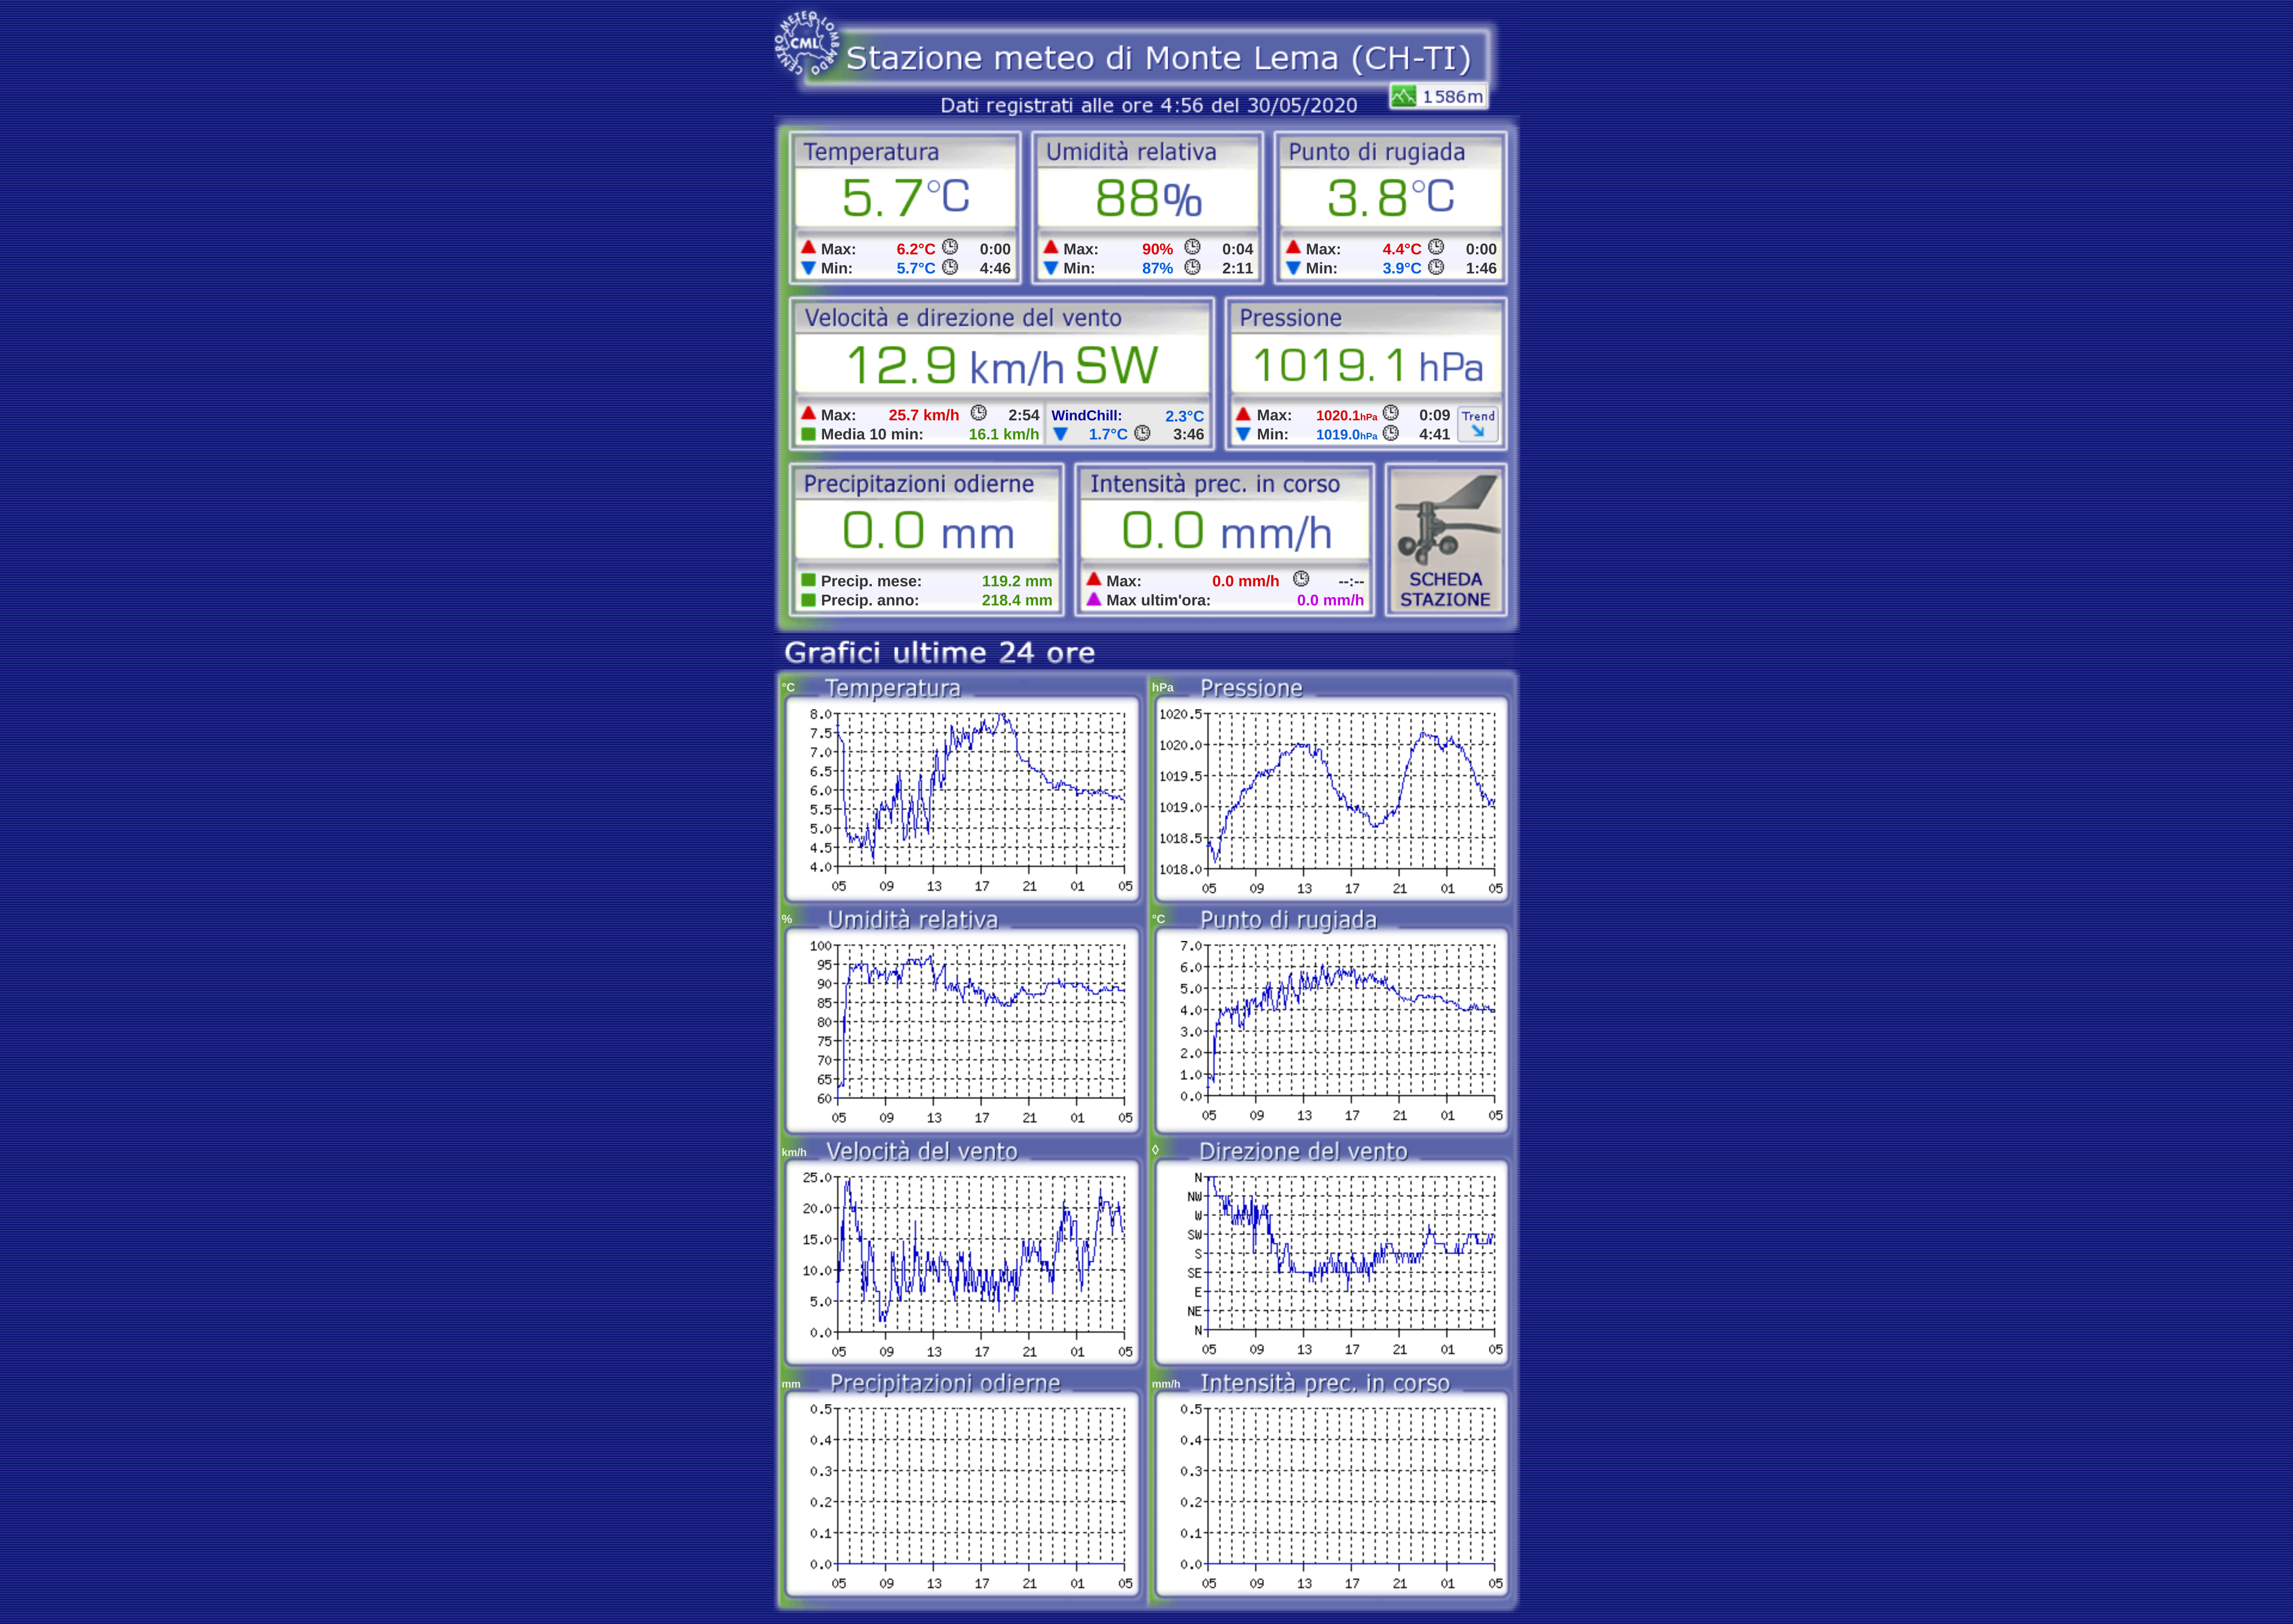 CENTRO METEO LOMBARDO
CML
Stazione meteo di Monte Lema (CH-TI)
1586m
Dati registrati alle ore 4:56 del 30/05/2020
Temperatura
5.7°C
Max: 6.2°C 0:00
Min: 5.7°C 4:46
Umidità relativa
88%
Max: 90% 0:04
Min: 87% 2:11
Punto di rugiada
3.8°C
Max: 4.4°C 0:00
Min: 3.9°C 1:46
Velocità e direzione del vento
12.9 km/h SW
Max: 25.7 km/h 2:54
Media 10 min: 16.1 km/h
WindChill: 2.3°C
1.7°C 3:46
Pressione
1019.1 hPa
Max: 1020.1hPa 0:09
Min: 1019.0hPa 4:41
Trend
Precipitazioni odierne
0.0 mm
Precip. mese: 119.2 mm
Precip. anno: 218.4 mm
Intensità prec. in corso
0.0 mm/h
Max: 0.0 mm/h --:--
Max ultim'ora: 0.0 mm/h
SCHEDA
STAZIONE
Grafici ultime 24 ore
°C Temperatura
8.0
7.5
7.0
6.5
6.0
5.5
5.0
4.5
4.0
05 09 13 17 21 01 05
hPa Pressione
1020.5
1020.0
1019.5
1019.0
1018.5
1018.0
05 09 13 17 21 01 05
% Umidità relativa
100
95
90
85
80
75
70
65
60
05 09 13 17 21 01 05
°C Punto di rugiada
7.0
6.0
5.0
4.0
3.0
2.0
1.0
0.0
05 09 13 17 21 01 05
km/h Velocità del vento
25.0
20.0
15.0
10.0
5.0
0.0
05 09 13 17 21 01 05
◊ Direzione del vento
N
NW
W
SW
S
SE
E
NE
N
05 09 13 17 21 01 05
mm Precipitazioni odierne
0.5
0.4
0.3
0.2
0.1
0.0
05 09 13 17 21 01 05
mm/h Intensità prec. in corso
0.5
0.4
0.3
0.2
0.1
0.0
05 09 13 17 21 01 05